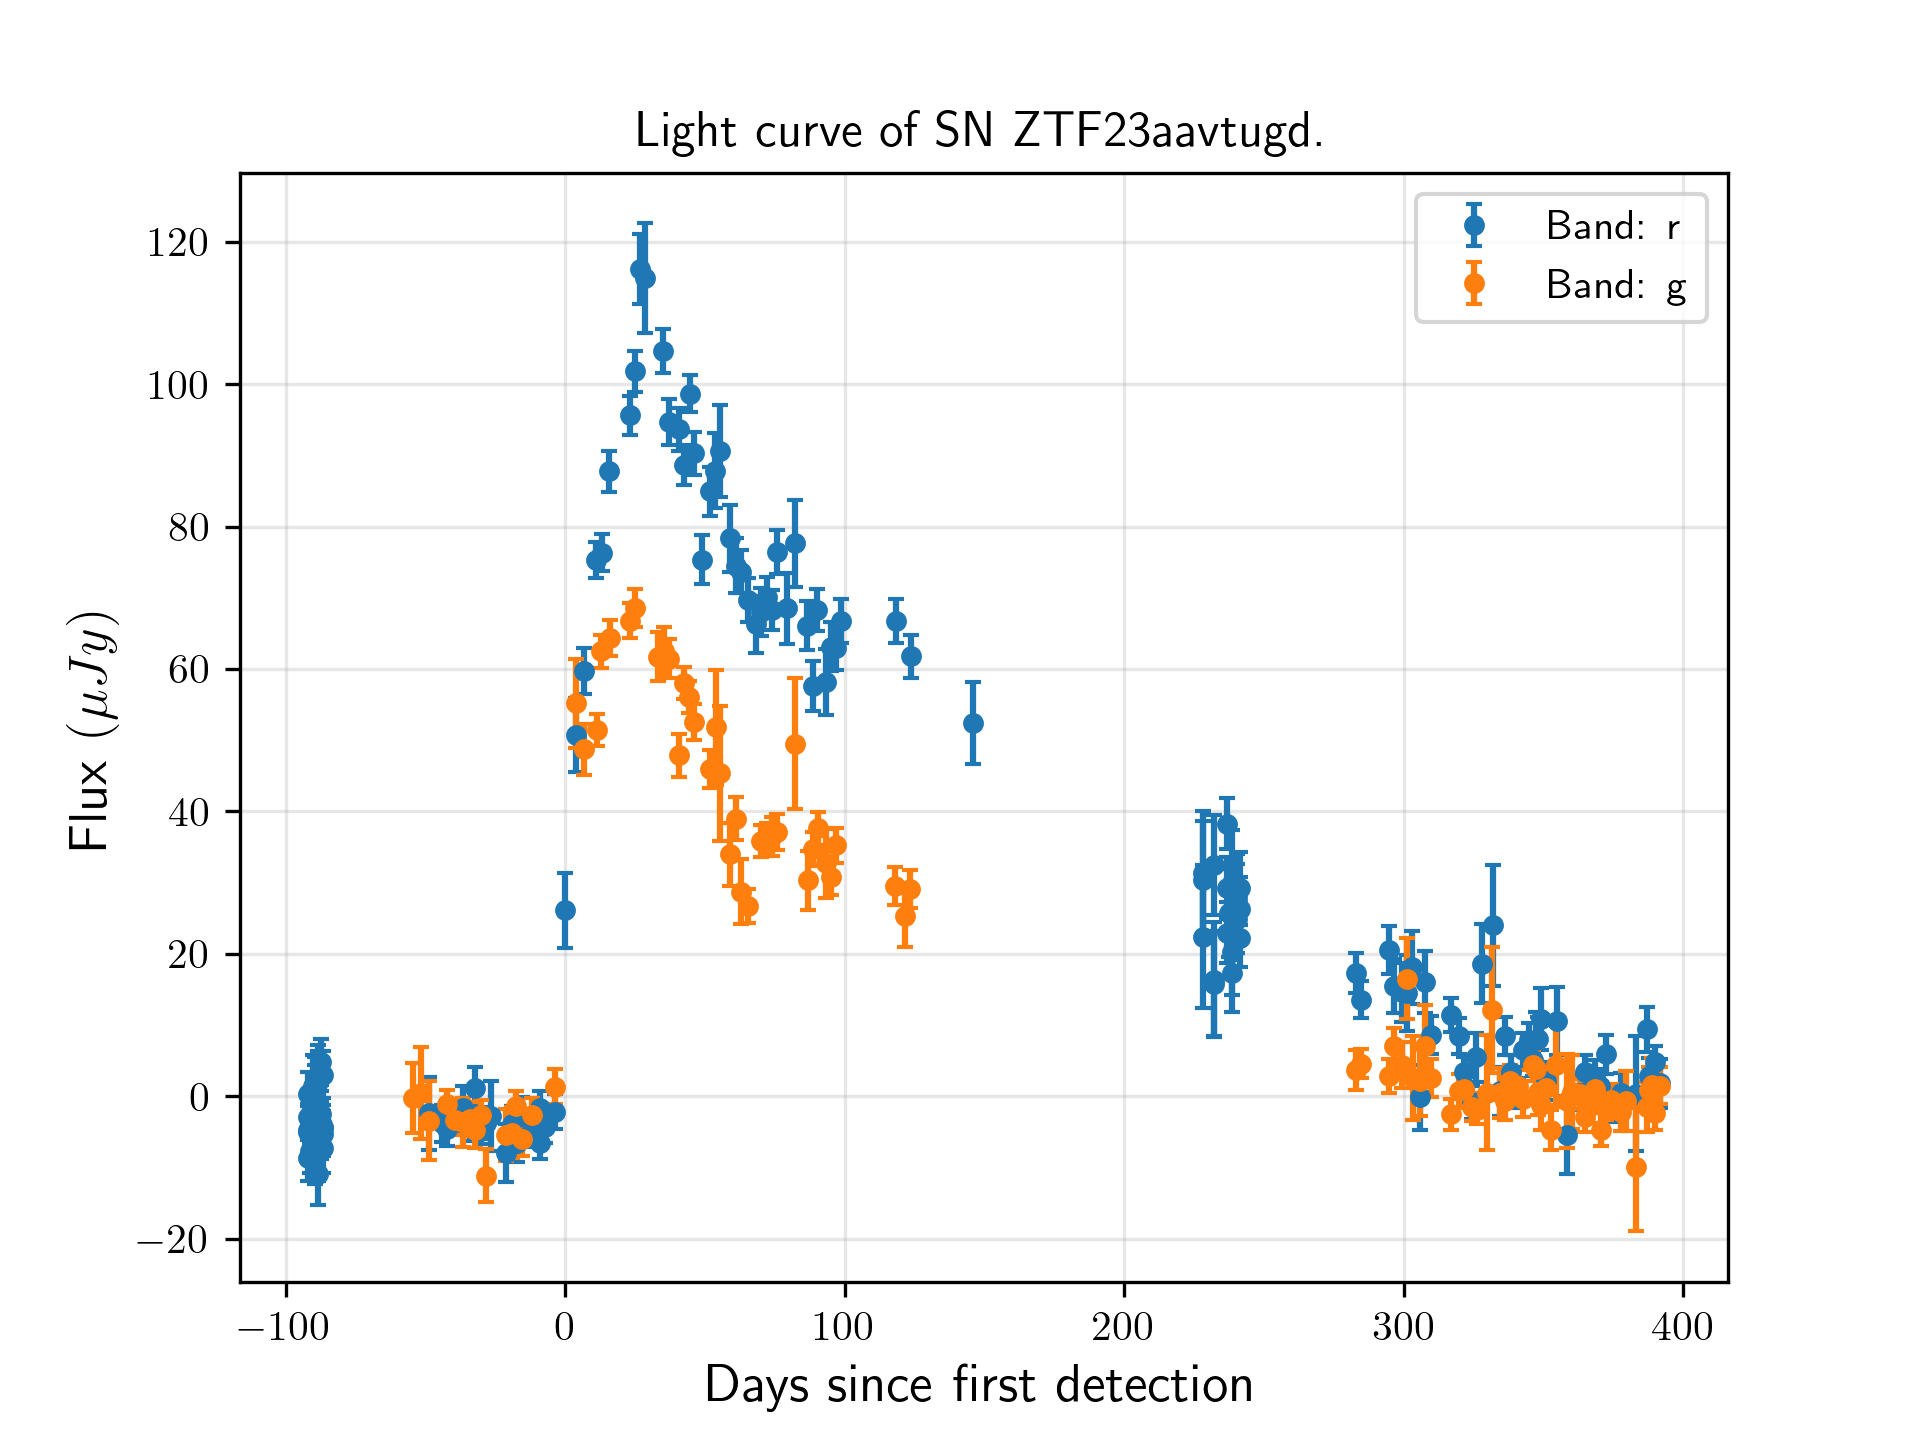 Light curve of SN ZTF23aavtugd.
Band: r
Band: g
120
100
80
60
40
20
0
−20
Flux (μJy)
−100 0 100 200 300 400
Days since first detection